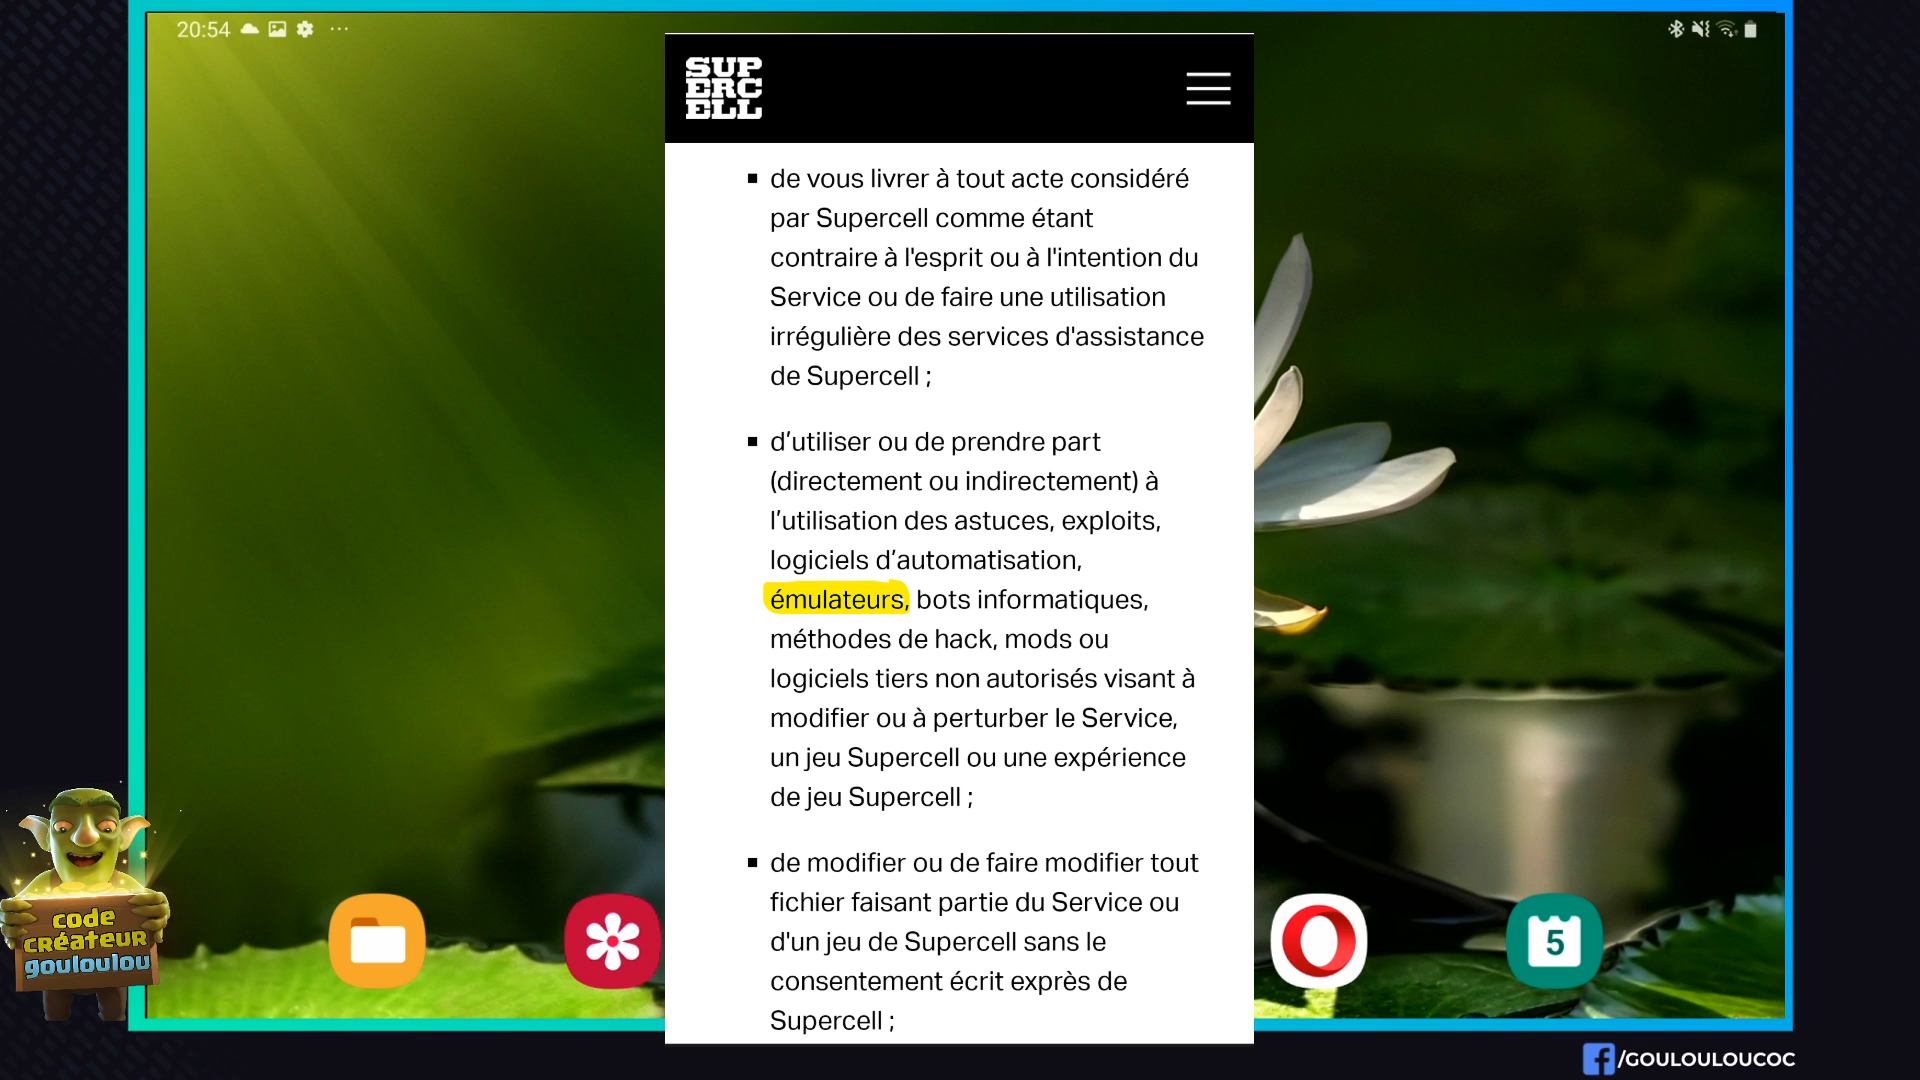 20:54
SUP
ERC
ELL
de vous livrer à tout acte considéré
par Supercell comme étant
contraire à l'esprit ou à l'intention du
Service ou de faire une utilisation
irrégulière des services d'assistance
de Supercell ;
d’utiliser ou de prendre part
(directement ou indirectement) à
l’utilisation des astuces, exploits,
logiciels d’automatisation,
émulateurs, bots informatiques,
méthodes de hack, mods ou
logiciels tiers non autorisés visant à
modifier ou à perturber le Service,
un jeu Supercell ou une expérience
de jeu Supercell ;
de modifier ou de faire modifier tout
fichier faisant partie du Service ou
d'un jeu de Supercell sans le
consentement écrit exprès de
Supercell ;
code
créateur
gouloulou
5
/GOULOULOUCOC